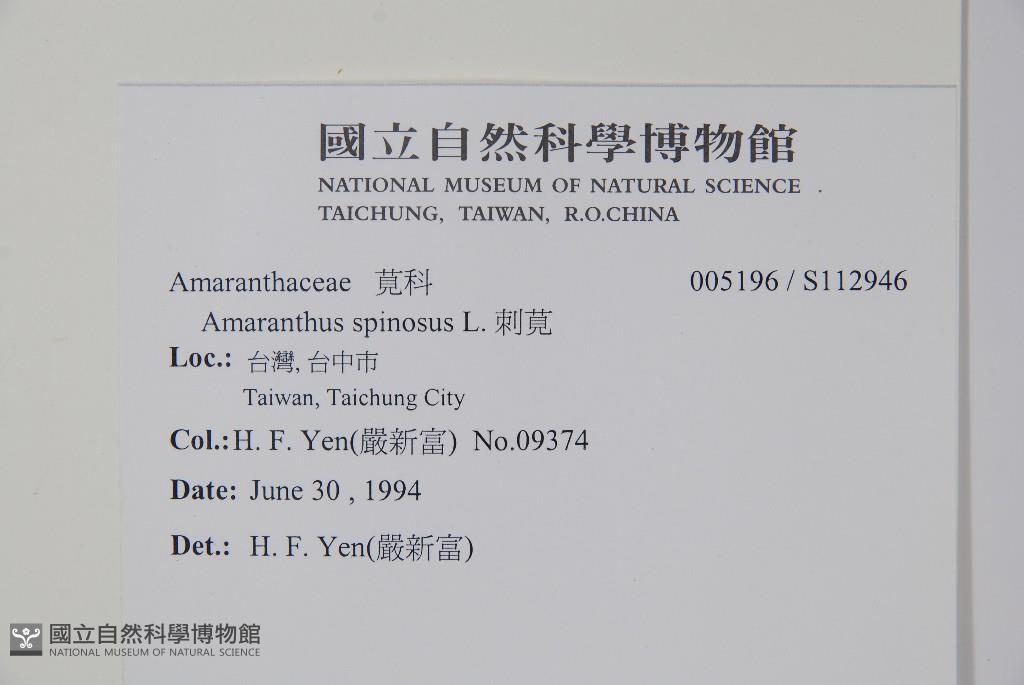 國立自然科學博物館
NATIONAL MUSEUM OF NATURAL SCIENCE .
TAICHUNG, TAIWAN, R.O.CHINA
Amaranthaceae 莧科 005196 / S112946
Amaranthus spinosus L. 刺莧
Loc.: 台灣, 台中市
Taiwan, Taichung City
Col.:H. F. Yen(嚴新富) No.09374
Date: June 30 , 1994
Det.: H. F. Yen(嚴新富)
國立自然科學博物館
NATIONAL MUSEUM OF NATURAL SCIENCE